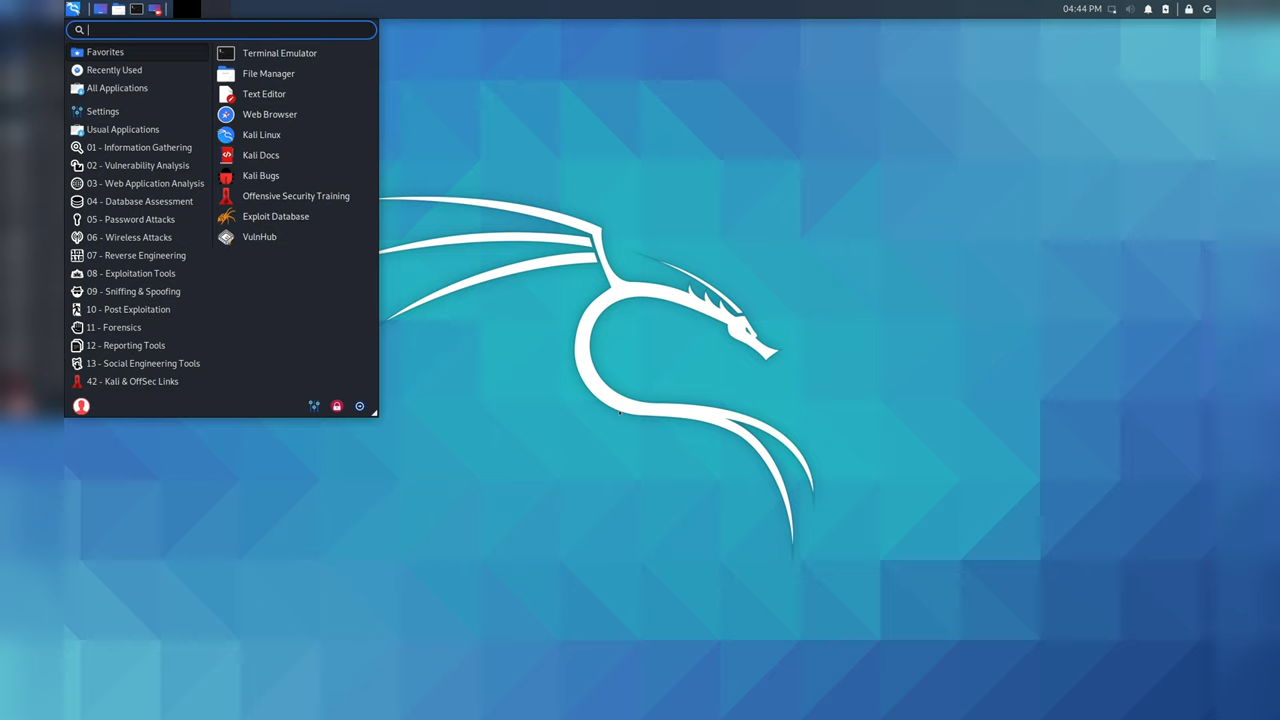 04:44 PM
Favorites
Recently Used
All Applications
Settings
Usual Applications
01 - Information Gathering
02 - Vulnerability Analysis
03 - Web Application Analysis
04 - Database Assessment
05 - Password Attacks
06 - Wireless Attacks
07 - Reverse Engineering
08 - Exploitation Tools
09 - Sniffing & Spoofing
10 - Post Exploitation
11 - Forensics
12 - Reporting Tools
13 - Social Engineering Tools
42 - Kali & OffSec Links
Terminal Emulator
File Manager
Text Editor
Web Browser
Kali Linux
Kali Docs
Kali Bugs
Offensive Security Training
Exploit Database
VulnHub